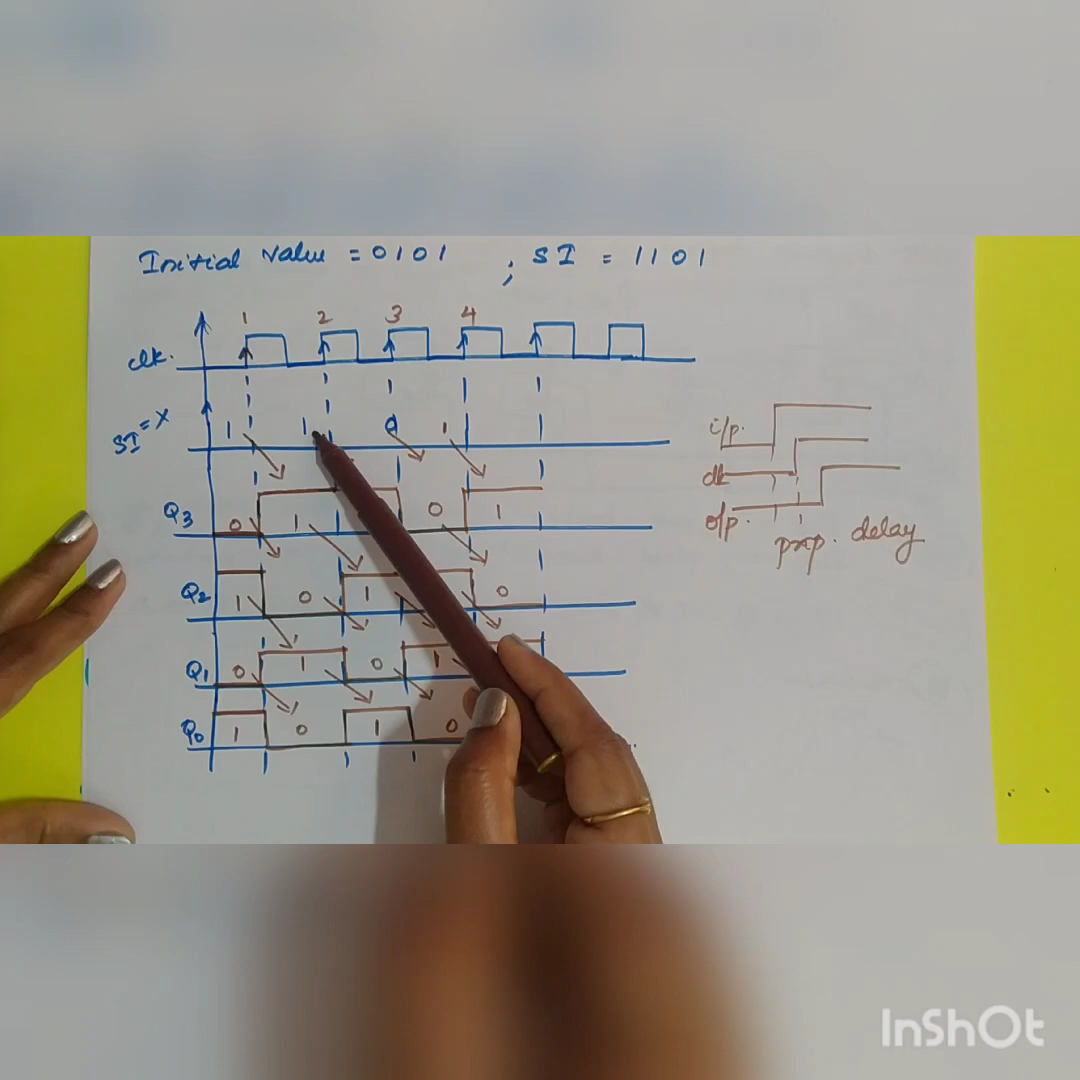 Initial Value = 0101 ; SI = 1101
1 2 3 4
clk.
SI = X 1 1 0 1
Q3 0 1 0 1
Q2 1 0 1 0
Q1 0 1 0 1
Q0 1 0 1 0
i/p.
clk
o/p.
prop. delay
InShOt